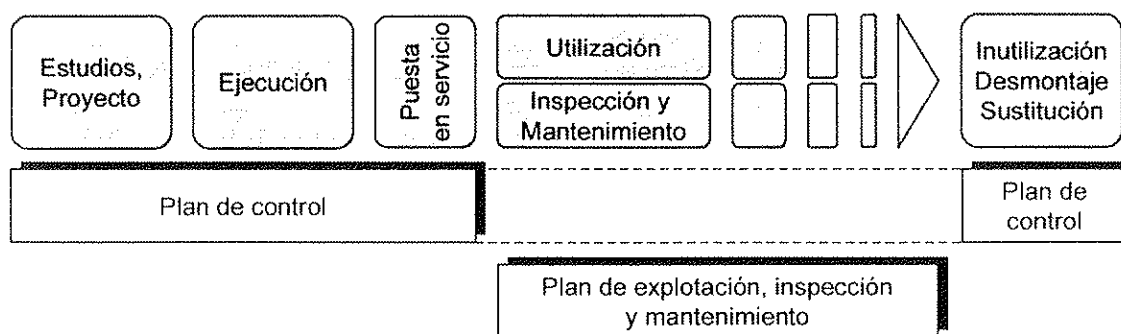 Estudios,
Proyecto
Ejecución
Puesta
en servicio
Utilización
Inspección y
Mantenimiento
Inutilización
Desmontaje
Sustitución
Plan de control
Plan de
control
Plan de explotación, inspección
y mantenimiento